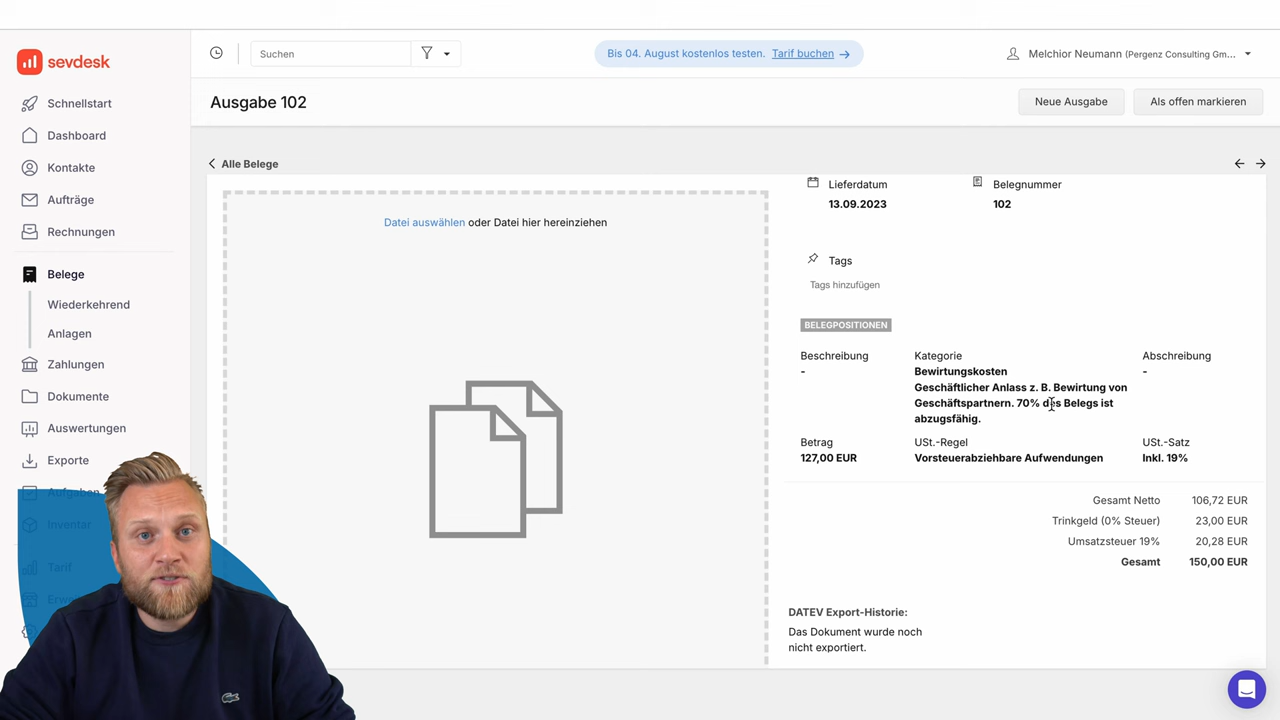 sevdesk
Suchen
Bis 04. August kostenlos testen. Tarif buchen →
Melchior Neumann (Pergenz Consulting Gm...
Schnellstart
Dashboard
Kontakte
Aufträge
Rechnungen
Belege
Wiederkehrend
Anlagen
Zahlungen
Dokumente
Auswertungen
Exporte
Aufgaben
Inventar
Tarif
Ausgabe 102
Neue Ausgabe
Als offen markieren
Alle Belege
Datei auswählen oder Datei hier hereinziehen
Lieferdatum
13.09.2023
Belegnummer
102
Tags
Tags hinzufügen
BELEGPOSITIONEN
Beschreibung
-
Kategorie
Bewirtungskosten
Geschäftlicher Anlass z. B. Bewirtung von
Geschäftspartnern. 70% des Belegs ist
abzugsfähig.
Abschreibung
-
Betrag
127,00 EUR
USt.-Regel
Vorsteuerabziehbare Aufwendungen
USt.-Satz
Inkl. 19%
Gesamt Netto 106,72 EUR
Trinkgeld (0% Steuer) 23,00 EUR
Umsatzsteuer 19% 20,28 EUR
Gesamt 150,00 EUR
DATEV Export-Historie:
Das Dokument wurde noch
nicht exportiert.